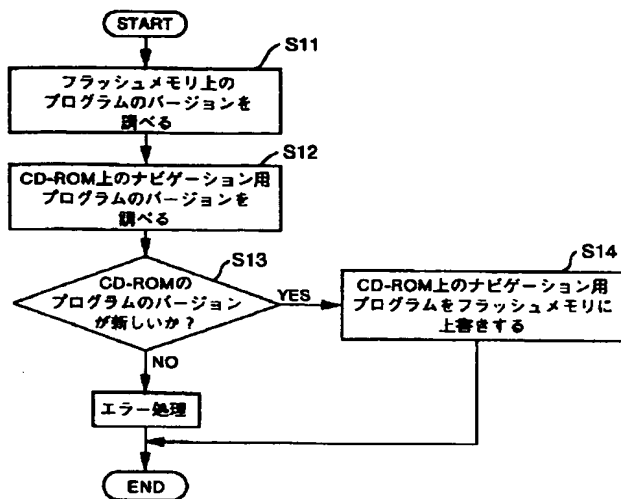 START
S11
フラッシュメモリ上の
プログラムのバージョンを
調べる
S12
CD-ROM上のナビゲーション用
プログラムのバージョンを
調べる
S13
CD-ROMの
プログラムのバージョン
が新しいか?
YES
S14
CD-ROM上のナビゲーション用
プログラムをフラッシュメモリに
上書きする
NO
エラー処理
END